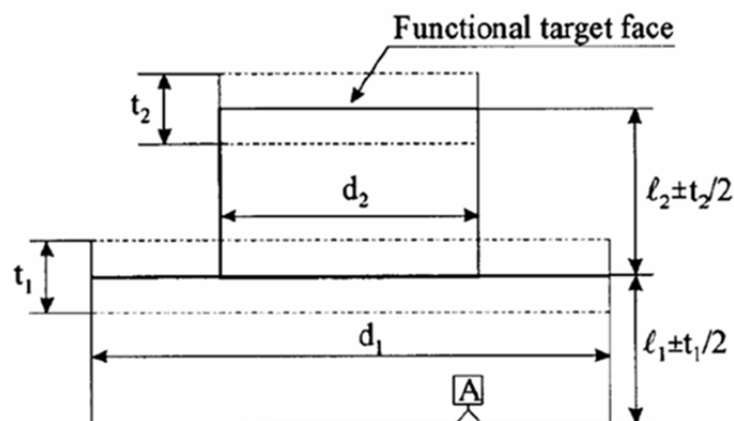 Functional target face
t₂
d₂
ℓ₂±t₂/2
t₁
d₁
ℓ₁±t₁/2
A